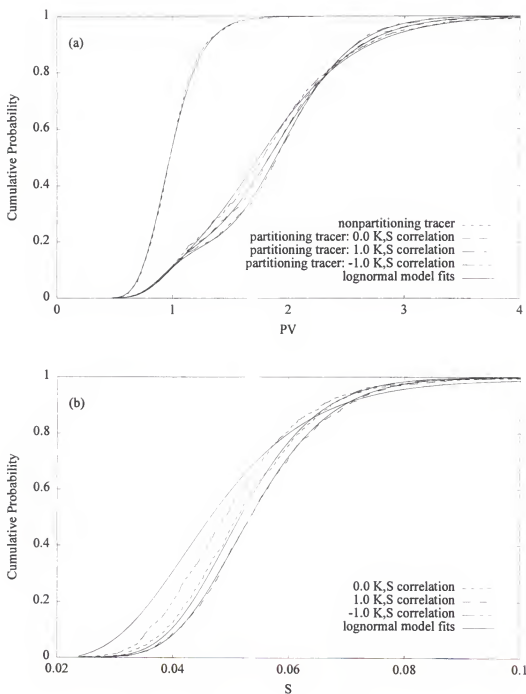 (a)
1
0.8
0.6
0.4
0.2
0
Cumulative Probability
nonpartitioning tracer
partitioning tracer: 0.0 K,S correlation
partitioning tracer: 1.0 K,S correlation
partitioning tracer: -1.0 K,S correlation
lognormal model fits
0 1 2 3 4
PV
(b)
1
0.8
0.6
0.4
0.2
0
Cumulative Probability
0.0 K,S correlation
1.0 K,S correlation
-1.0 K,S correlation
lognormal model fits
0.02 0.04 0.06 0.08 0.1
S